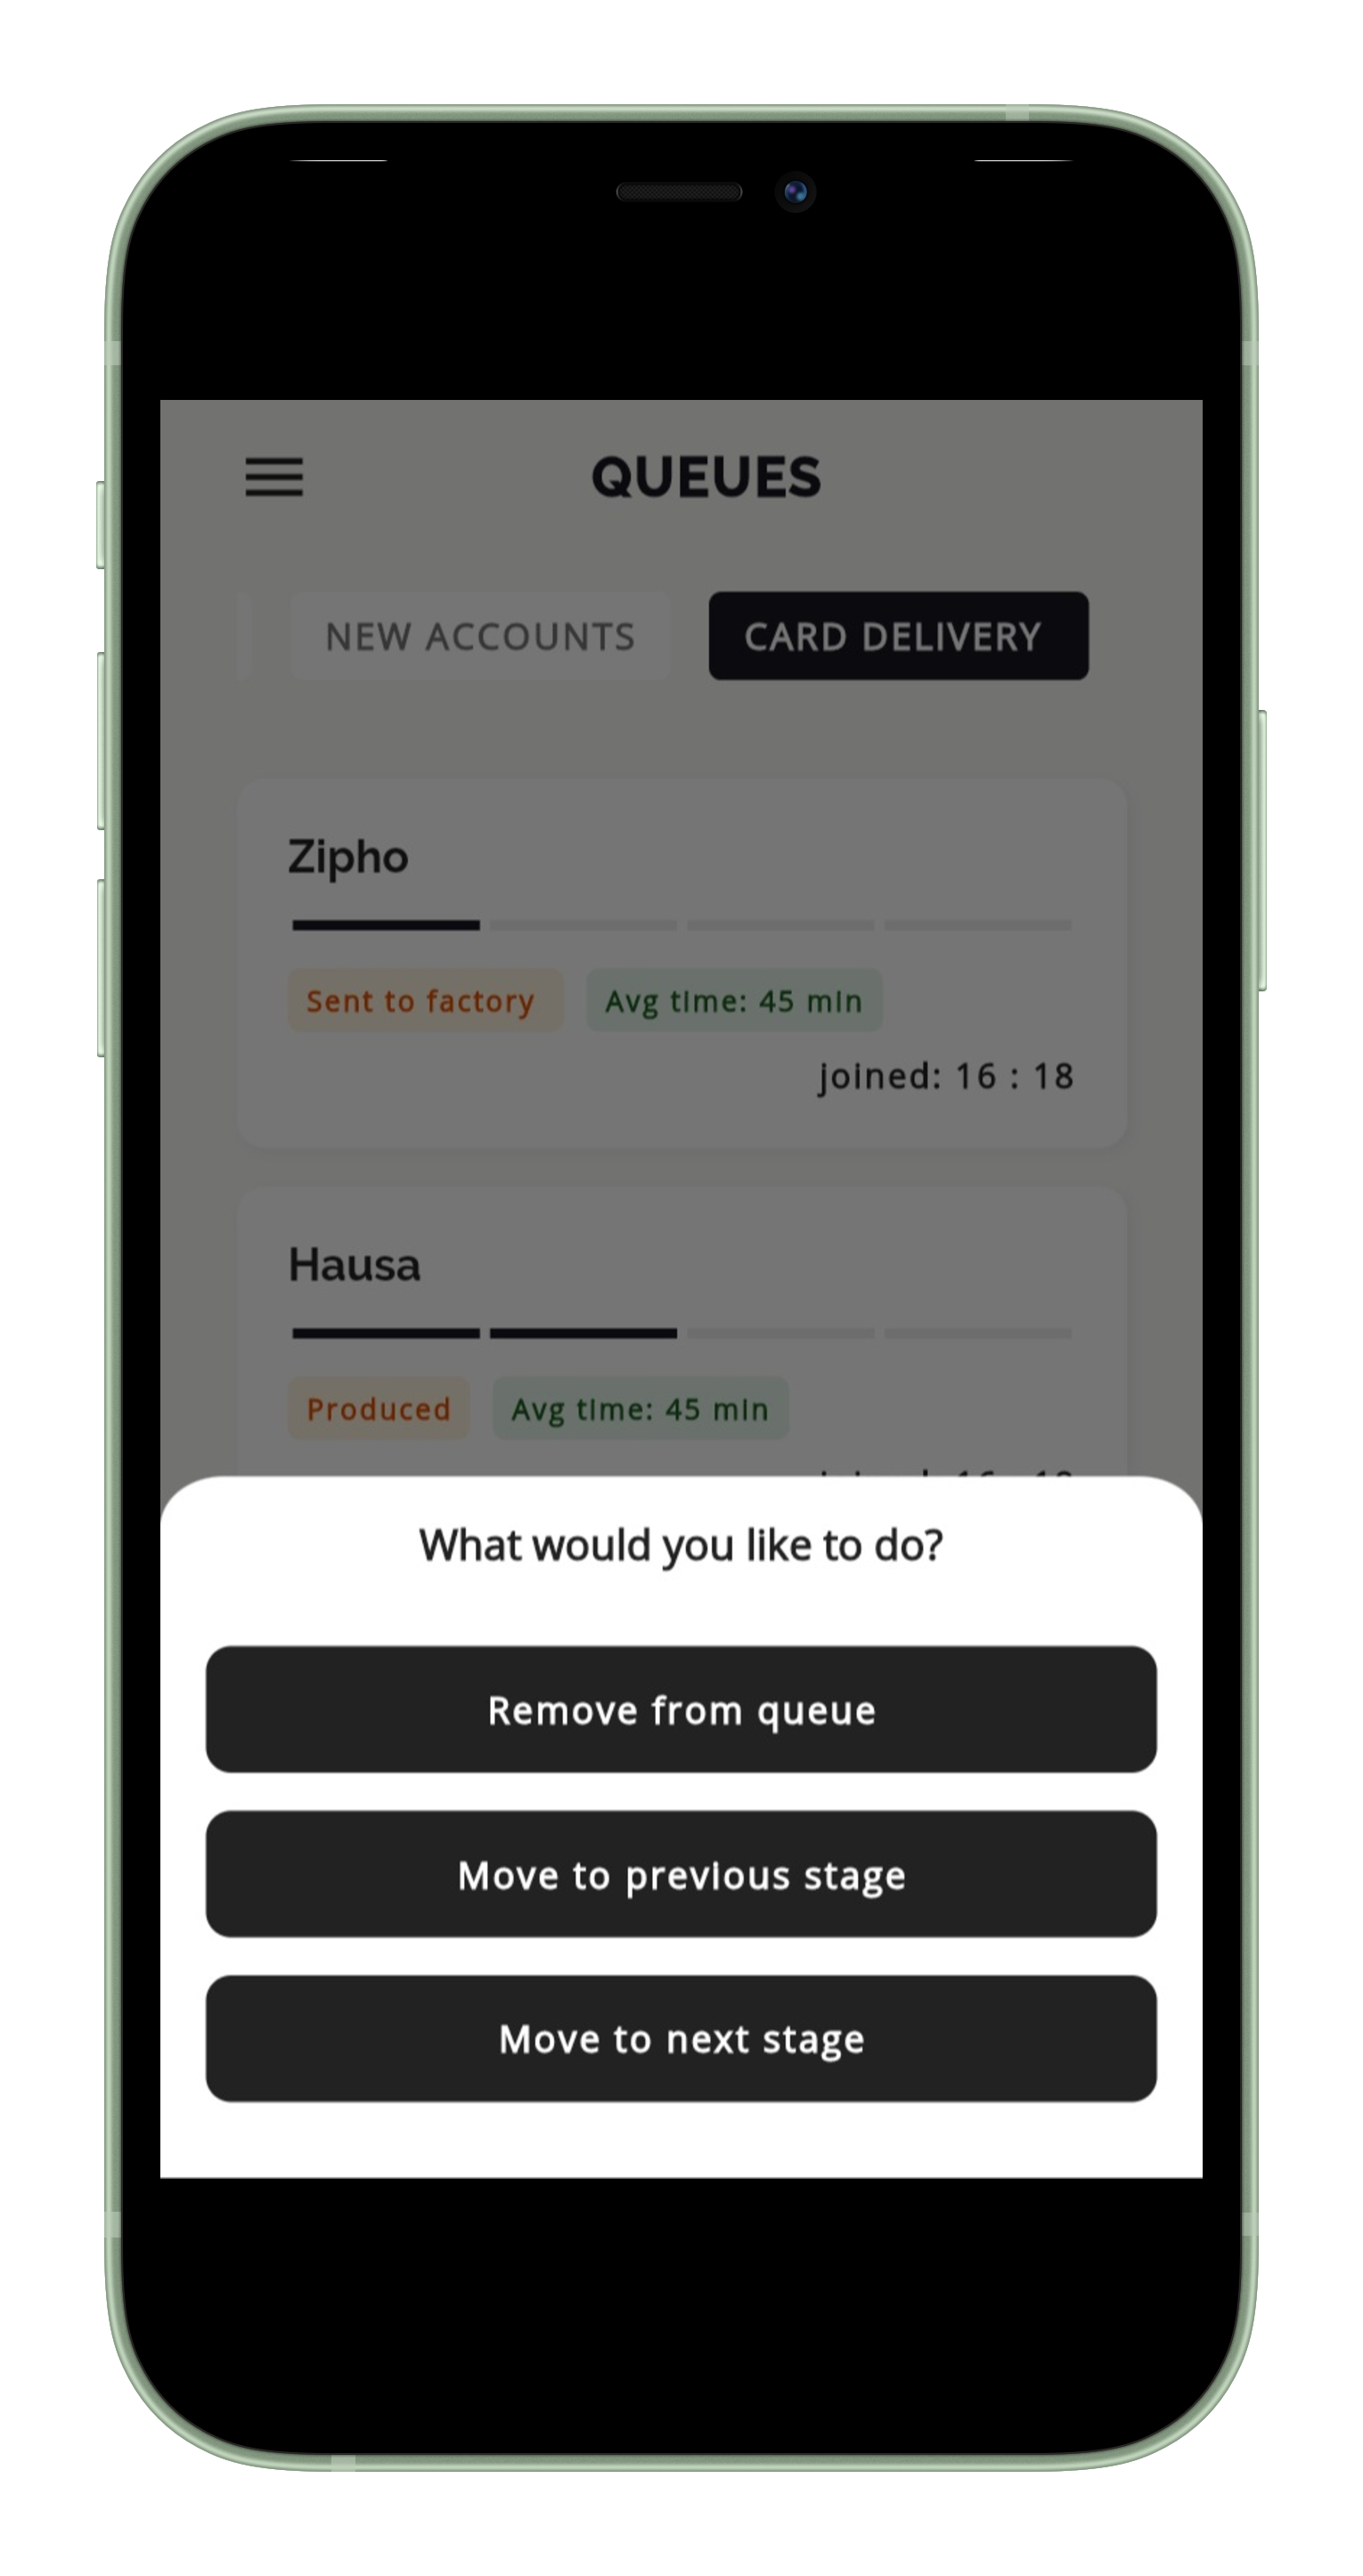 QUEUES
NEW ACCOUNTS CARD DELIVERY
Zipho
Sent to factory Avg time: 45 min
joined: 16 : 18
Hausa
Produced Avg time: 45 min
What would you like to do?
Remove from queue
Move to previous stage
Move to next stage